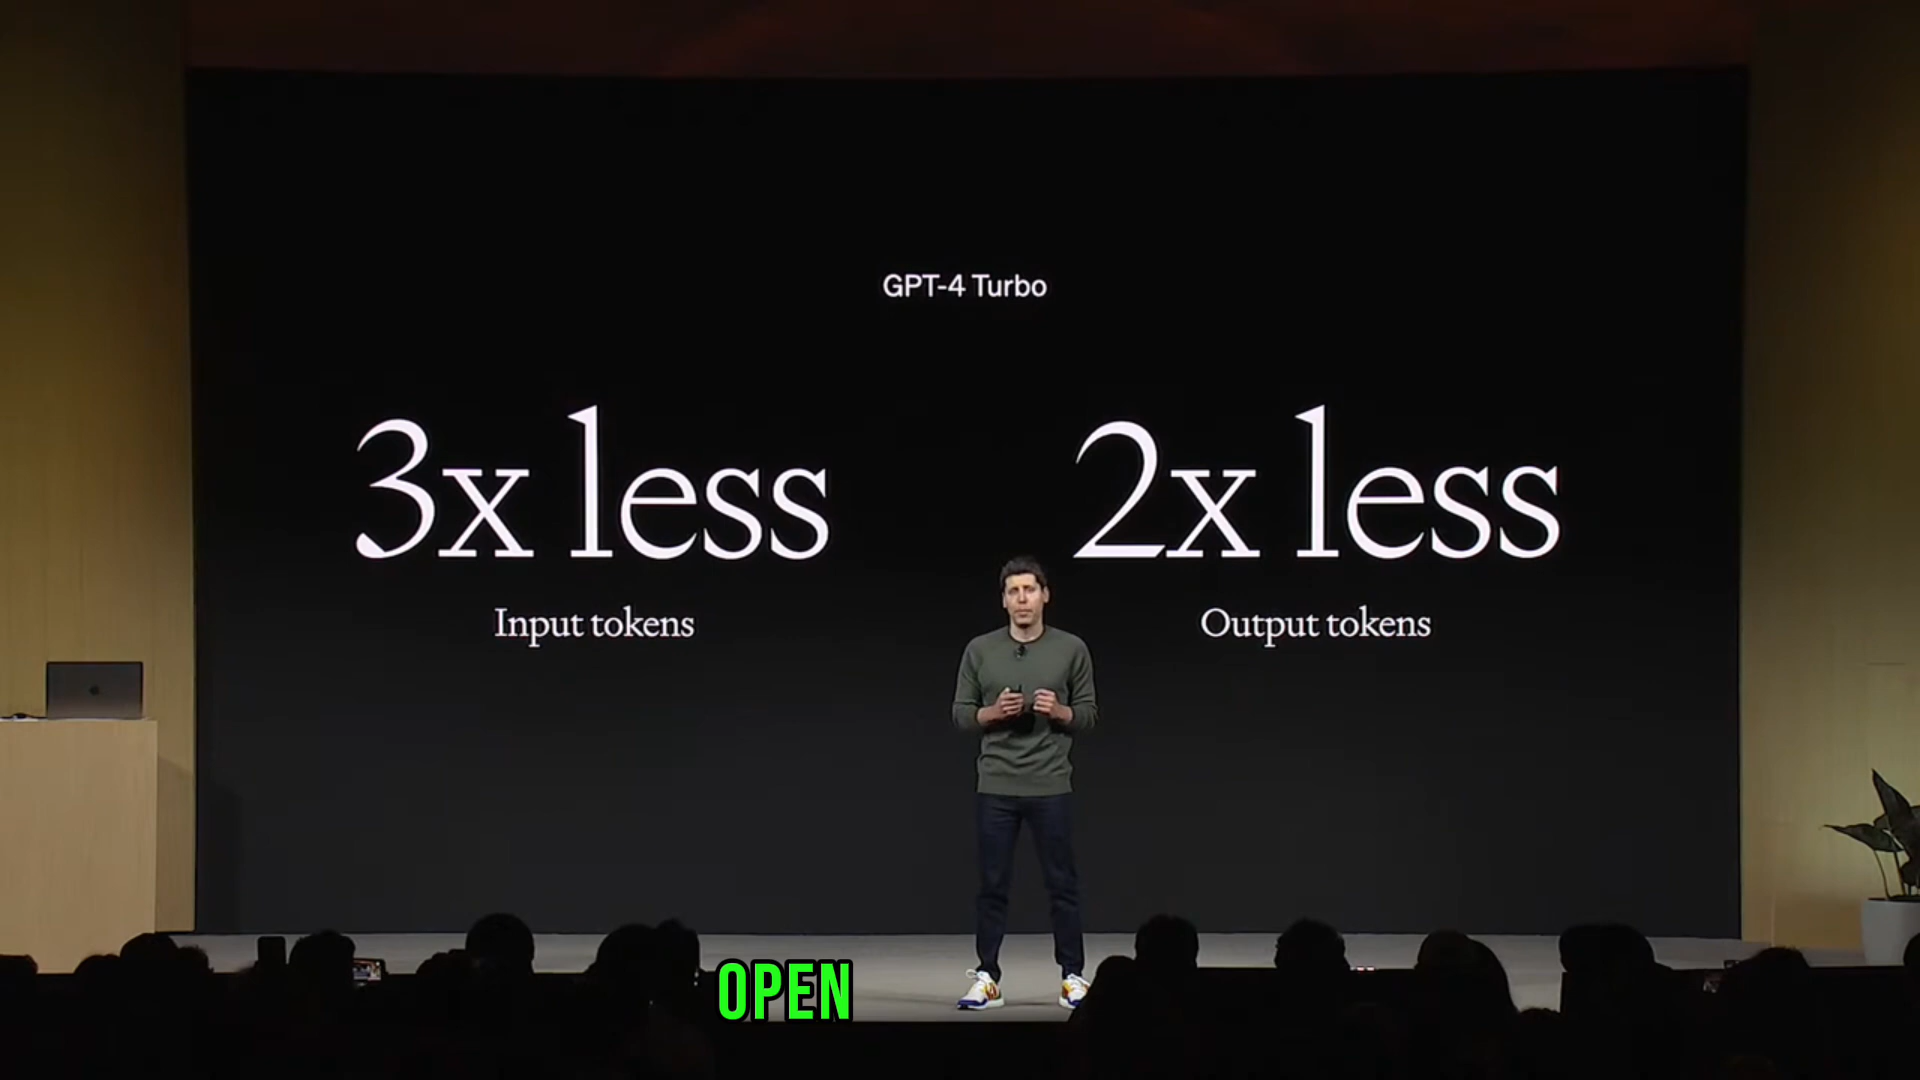 GPT-4 Turbo
3x less
2x less
Input tokens
Output tokens
OPEN